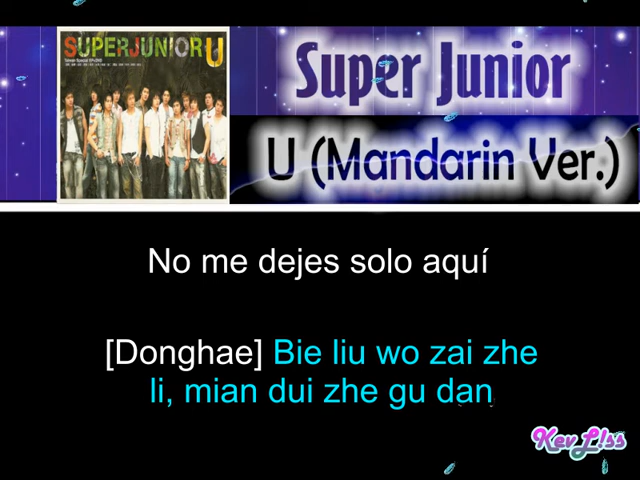 SUPERJUNIOR U
Super Junior
U (Mandarin Ver.)
No me dejes solo aquí
[Donghae] Bie liu wo zai zhe
li, mian dui zhe gu dan
KevL!ss